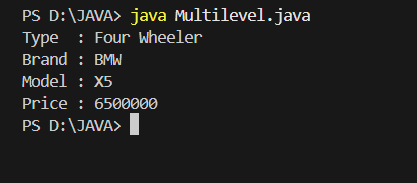 PS D:\JAVA> java Multilevel.java
Type  : Four Wheeler
Brand : BMW
Model : X5
Price : 6500000
PS D:\JAVA>